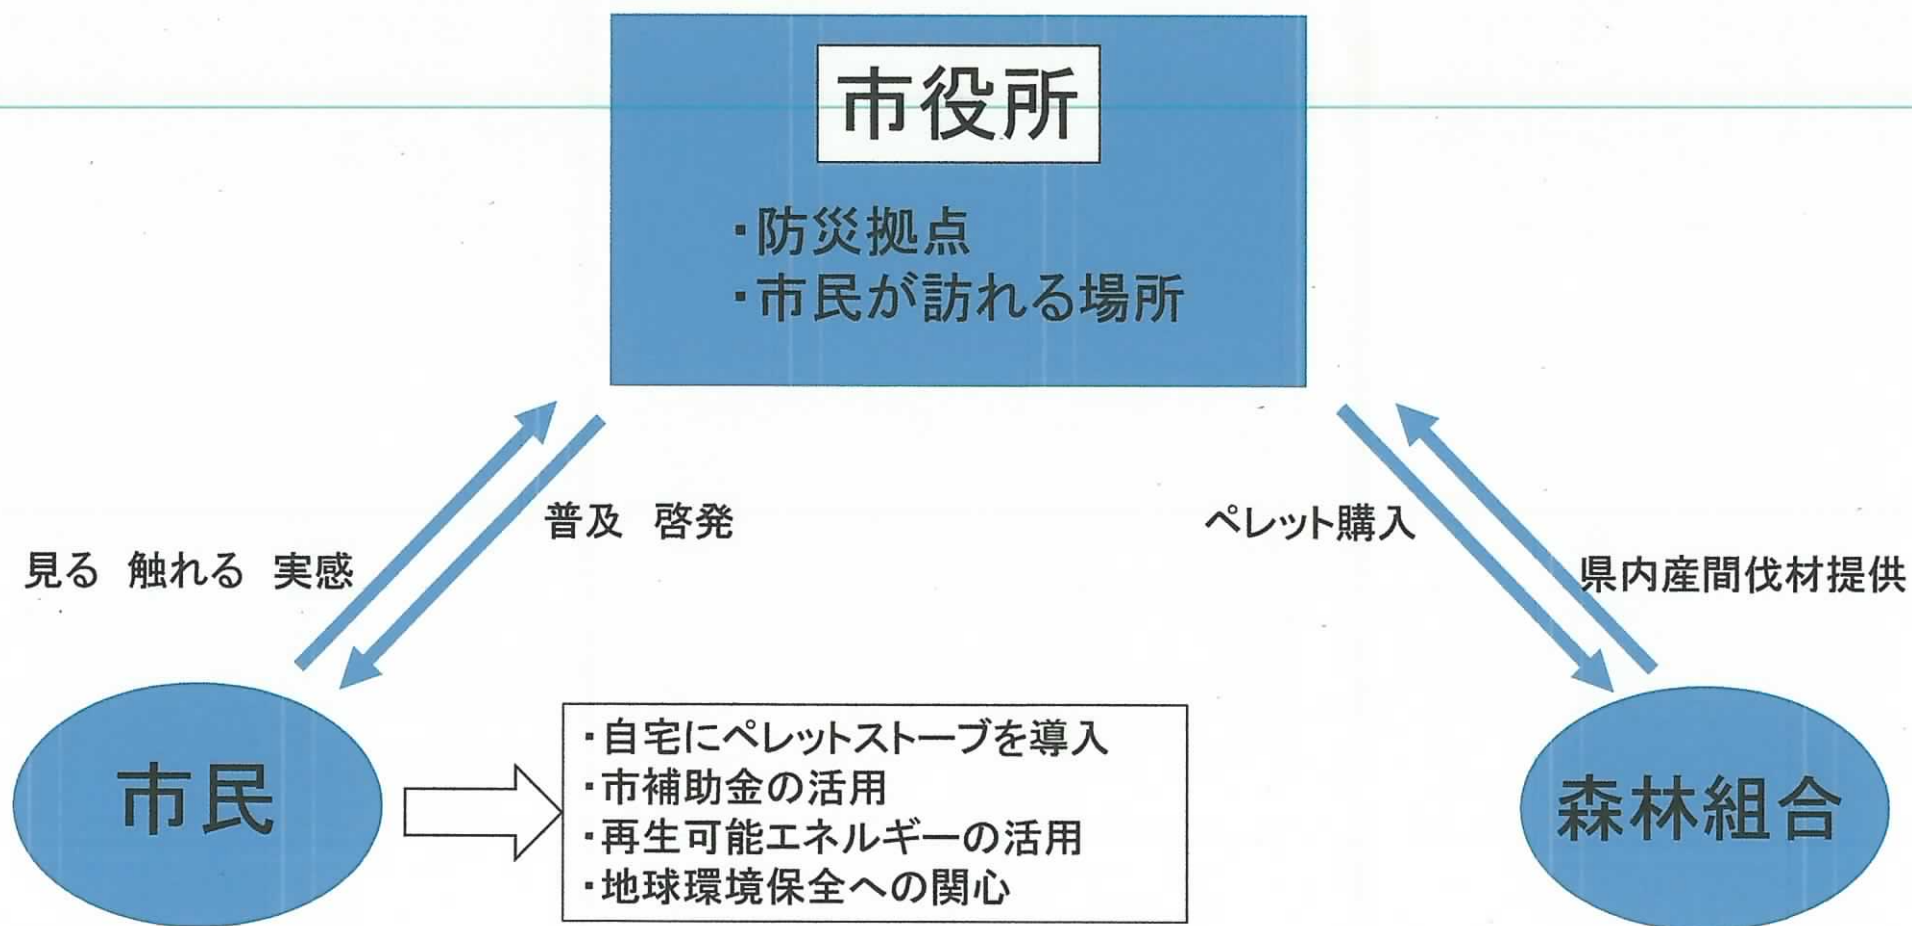 市役所
・防災拠点
・市民が訪れる場所
普及 啓発
ペレット購入
見る 触れる 実感
県内産間伐材提供
市民
・自宅にペレットストーブを導入
・市補助金の活用
・再生可能エネルギーの活用
・地球環境保全への関心
森林組合